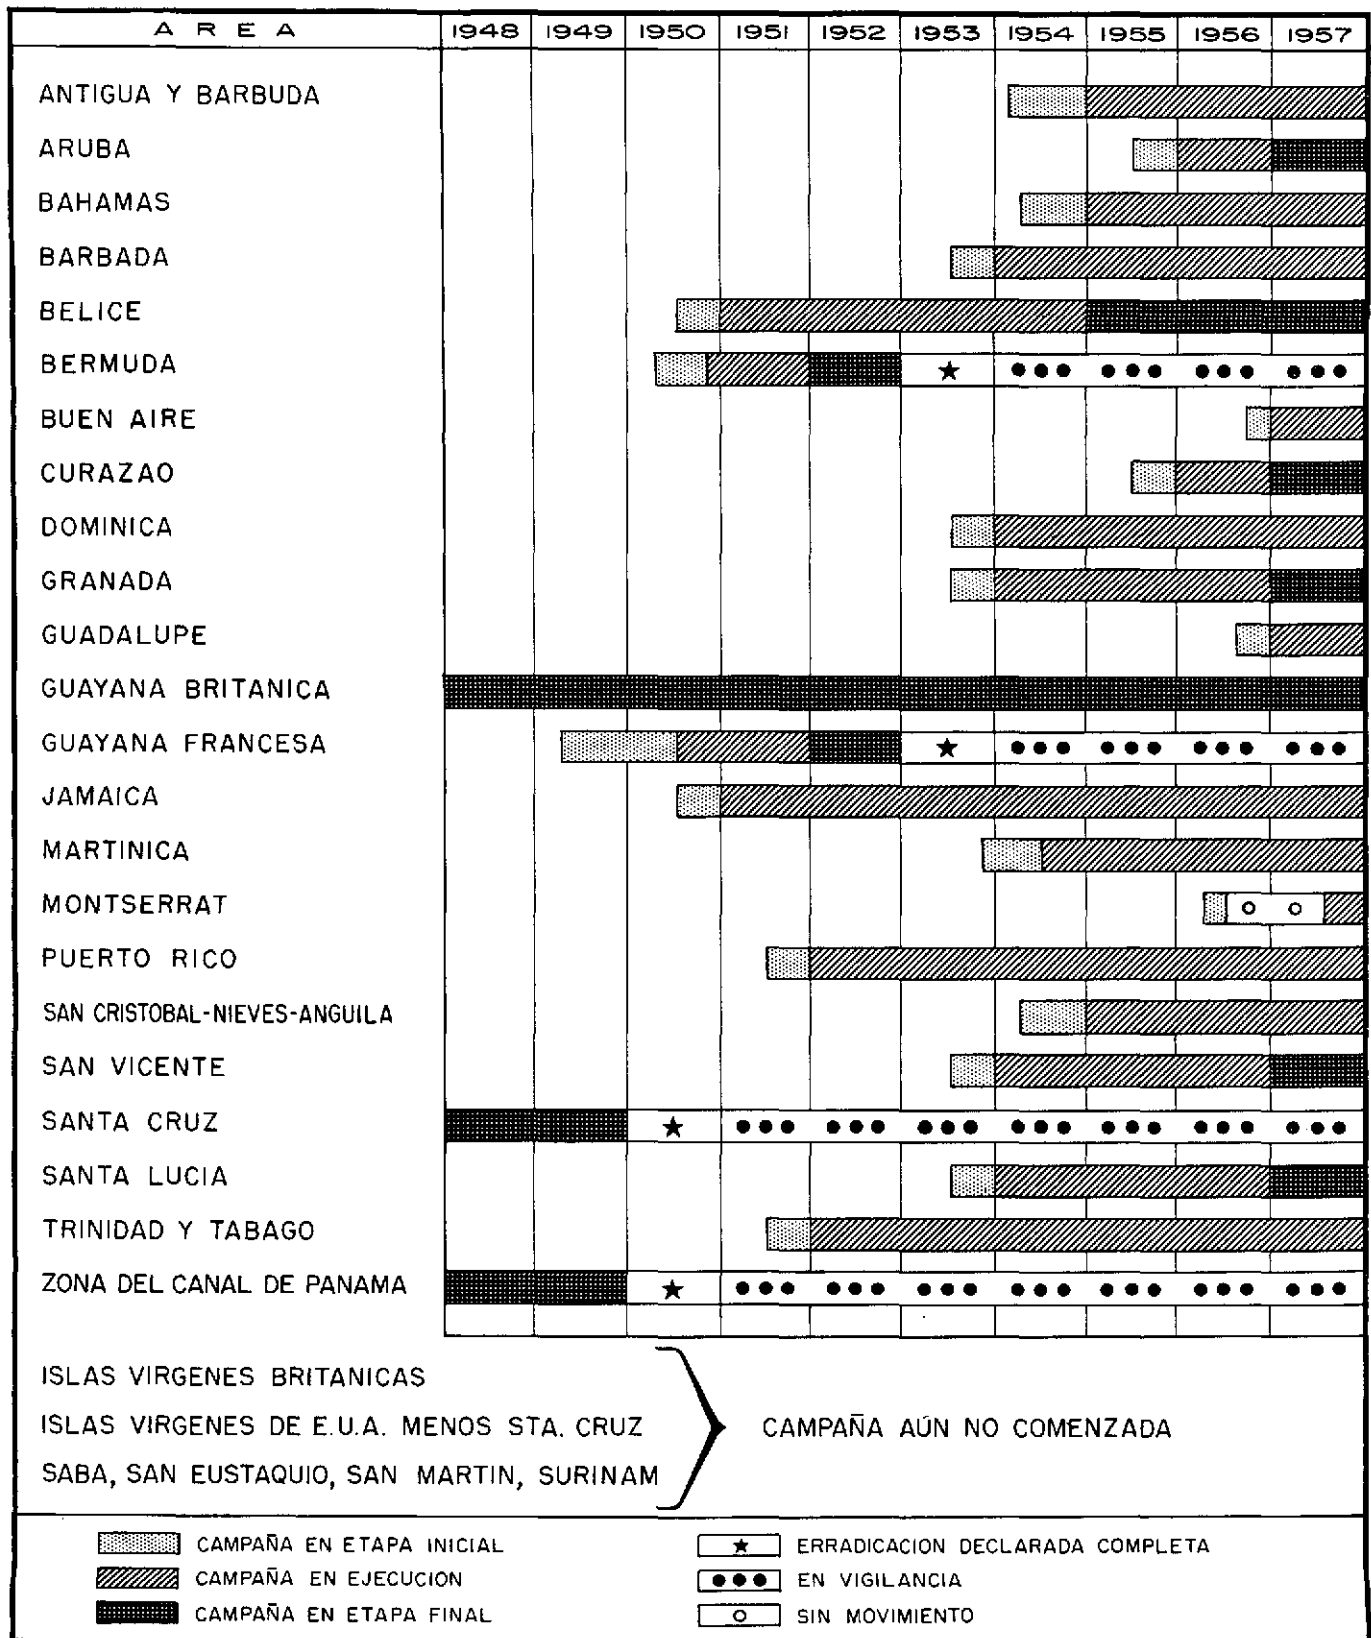 AREA 1948 1949 1950 1951 1952 1953 1954 1955 1956 1957
ANTIGUA Y BARBUDA
ARUBA
BAHAMAS
BARBADA
BELICE
BERMUDA
BUEN AIRE
CURAZAO
DOMINICA
GRANADA
GUADALUPE
GUAYANA BRITANICA
GUAYANA FRANCESA
JAMAICA
MARTINICA
MONTSERRAT
PUERTO RICO
SAN CRISTOBAL-NIEVES-ANGUILA
SAN VICENTE
SANTA CRUZ
SANTA LUCIA
TRINIDAD Y TABAGO
ZONA DEL CANAL DE PANAMA
ISLAS VIRGENES BRITANICAS
ISLAS VIRGENES DE E.U.A. MENOS STA. CRUZ
SABA, SAN EUSTAQUIO, SAN MARTIN, SURINAM
CAMPAÑA AÚN NO COMENZADA
CAMPAÑA EN ETAPA INICIAL
CAMPAÑA EN EJECUCION
CAMPAÑA EN ETAPA FINAL
ERRADICACION DECLARADA COMPLETA
EN VIGILANCIA
SIN MOVIMIENTO